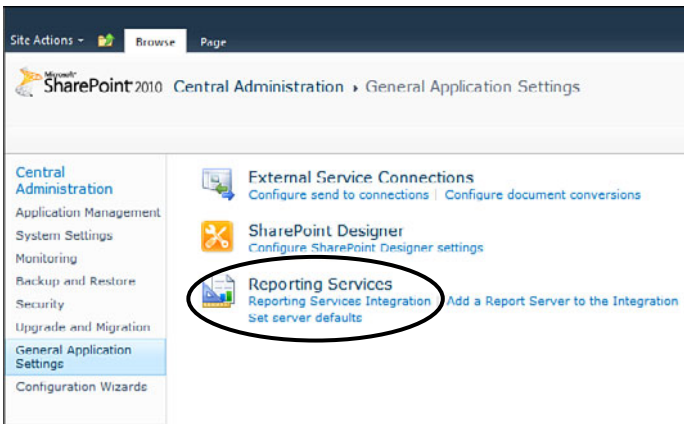 Site Actions Browse Page
Microsoft
SharePoint 2010 Central Administration ▸ General Application Settings
Central
Administration
Application Management
System Settings
Monitoring
Backup and Restore
Security
Upgrade and Migration
General Application
Settings
Configuration Wizards
External Service Connections
Configure send to connections | Configure document conversions
SharePoint Designer
Configure SharePoint Designer settings
Reporting Services
Reporting Services Integration | Add a Report Server to the Integration
Set server defaults